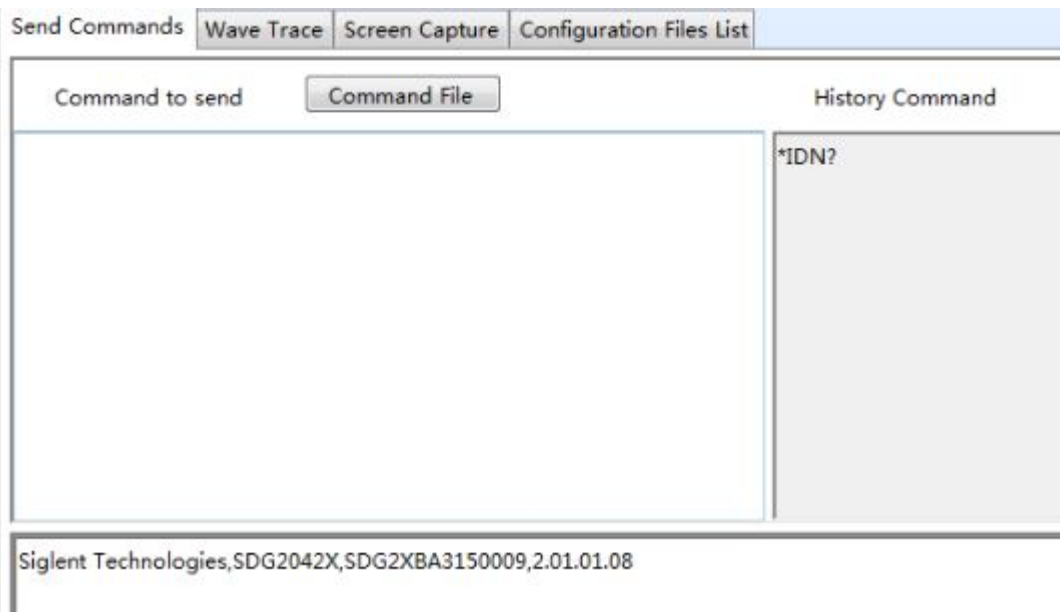 Send Commands Wave Trace Screen Capture Configuration Files List
Command to send Command File History Command
*IDN?
Siglent Technologies,SDG2042X,SDG2XBA3150009,2.01.01.08